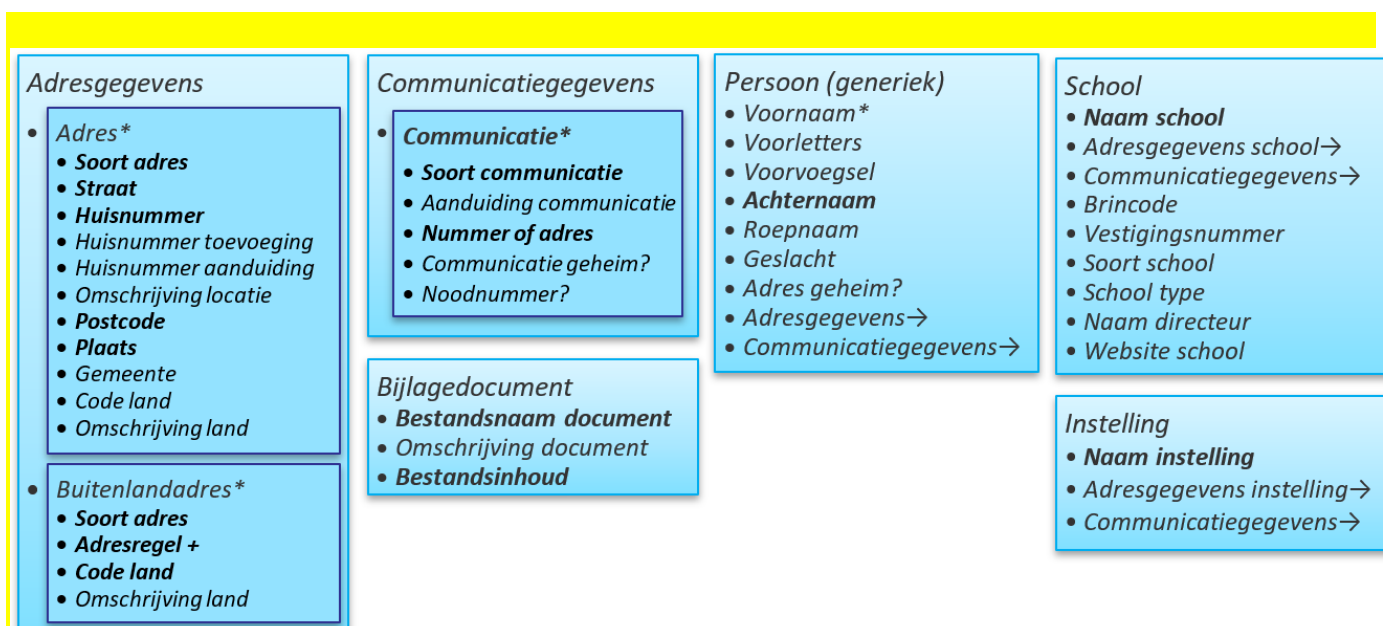 Adresgegevens
• Adres*
• Soort adres
• Straat
• Huisnummer
• Huisnummer toevoeging
• Huisnummer aanduiding
• Omschrijving locatie
• Postcode
• Plaats
• Gemeente
• Code land
• Omschrijving land
• Buitenlandadres*
• Soort adres
• Adresregel +
• Code land
• Omschrijving land
Communicatiegegevens
• Communicatie*
• Soort communicatie
• Aanduiding communicatie
• Nummer of adres
• Communicatie geheim?
• Noodnummer?
Bijlagedocument
• Bestandsnaam document
• Omschrijving document
• Bestandsinhoud
Persoon (generiek)
• Voornaam*
• Voorletters
• Voorvoegsel
• Achternaam
• Roepnaam
• Geslacht
• Adres geheim?
• Adresgegevens→
• Communicatiegegevens→
School
• Naam school
• Adresgegevens school→
• Communicatiegegevens→
• Brincode
• Vestigingsnummer
• Soort school
• School type
• Naam directeur
• Website school
Instelling
• Naam instelling
• Adresgegevens instelling→
• Communicatiegegevens→